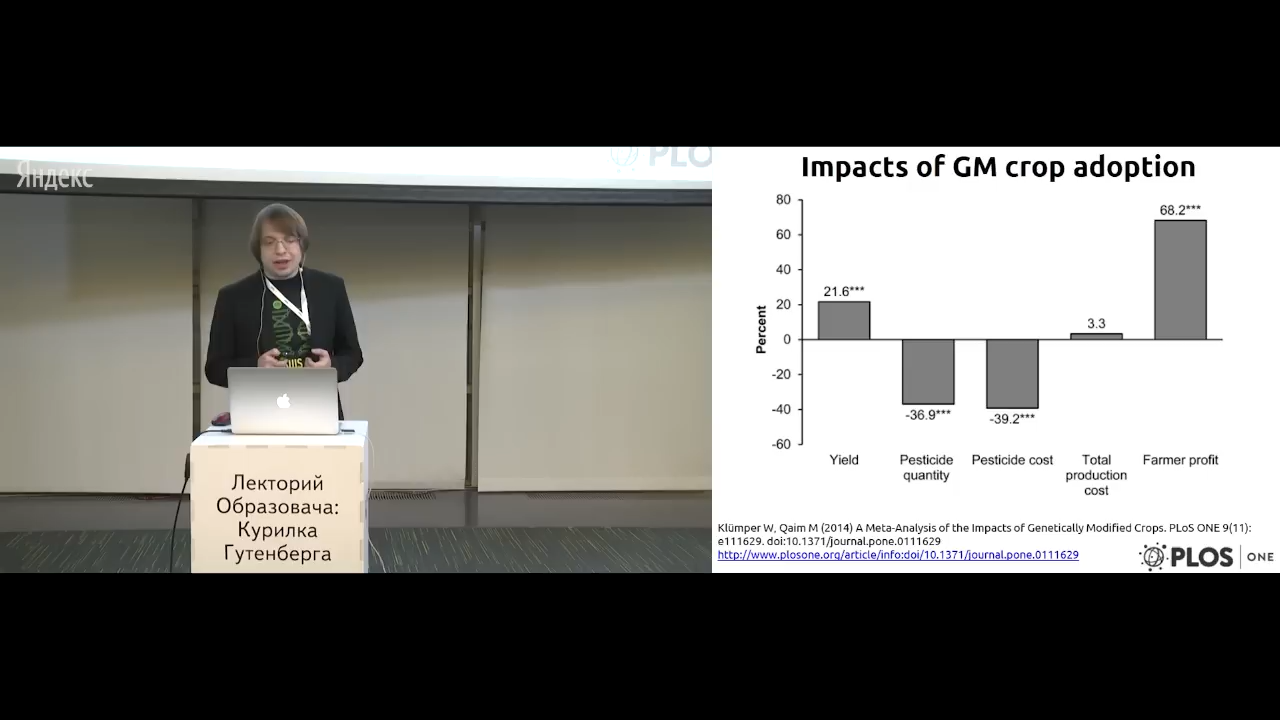 Яндекс
PLO
Лекторий
Образовача:
Курилка
Гутенберга
Impacts of GM crop adoption
Percent
80
60
40
20
0
-20
-40
-60
21.6***
-36.9***
-39.2***
3.3
68.2***
Yield
Pesticide
quantity
Pesticide cost
Total
production
cost
Farmer profit
Klümper W, Qaim M (2014) A Meta-Analysis of the Impacts of Genetically Modified Crops. PLoS ONE 9(11):
e111629. doi:10.1371/journal.pone.0111629
http://www.plosone.org/article/info:doi/10.1371/journal.pone.0111629
PLOS ONE